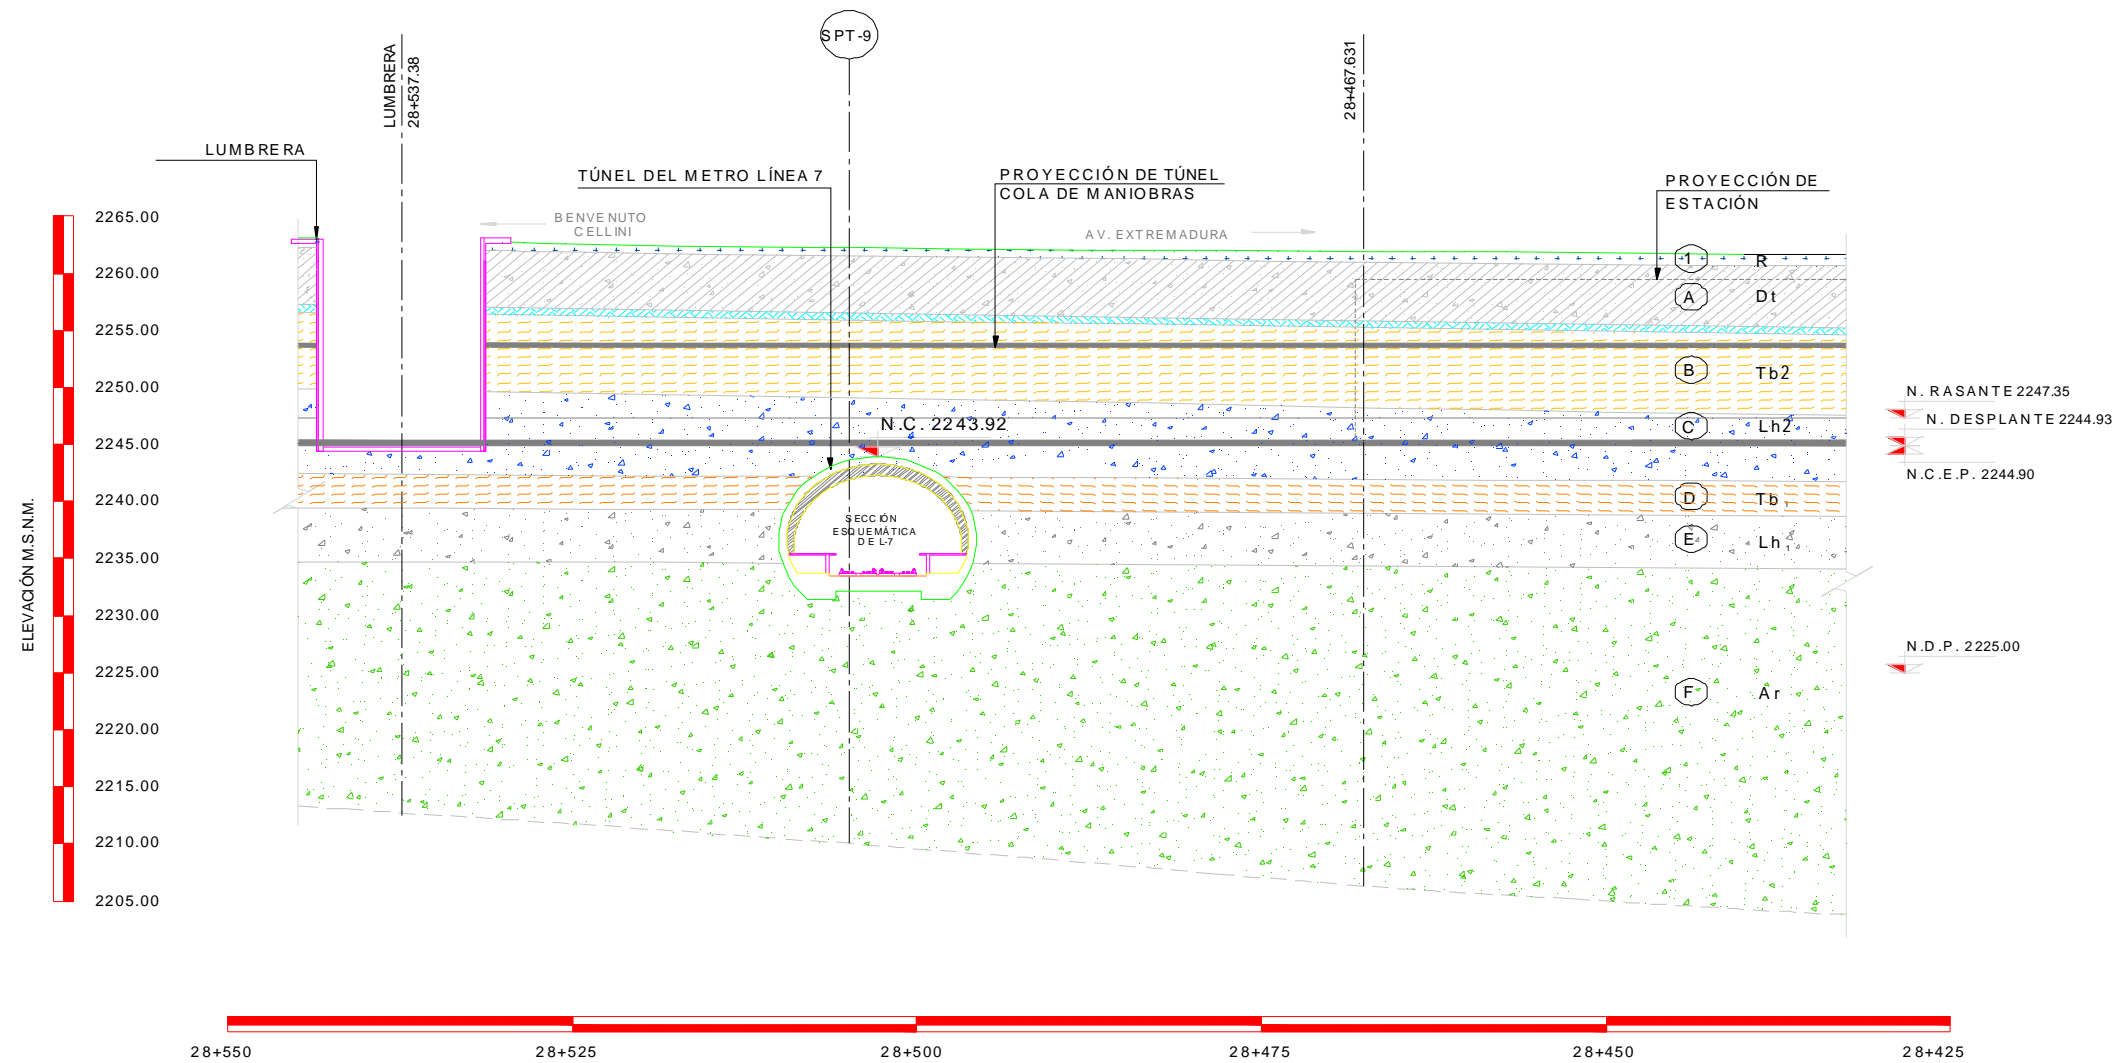 SPT-9
LUMBRERA
28+537.38
28+467.631
LUMBRERA
TÚNEL DEL METRO LÍNEA 7
PROYECCIÓN DE TÚNEL
COLA DE MANIOBRAS
PROYECCIÓN DE
ESTACIÓN
BENVENUTO
CELLINI
AV. EXTREMADURA
ELEVACIÓN M.S.N.M.
2265.00
2260.00
2255.00
2250.00
2245.00
2240.00
2235.00
2230.00
2225.00
2220.00
2215.00
2210.00
2205.00
1 R
A Dt
B Tb2
C Lh2
D Tb1
E Lh1
F Ar
N.C. 2243.92
SECCIÓN
ESQUEMÁTICA
DE L-7
N. RASANTE 2247.35
N. DESPLANTE 2244.93
N.C.E.P. 2244.90
N.D.P. 2225.00
28+550 28+525 28+500 28+475 28+450 28+425